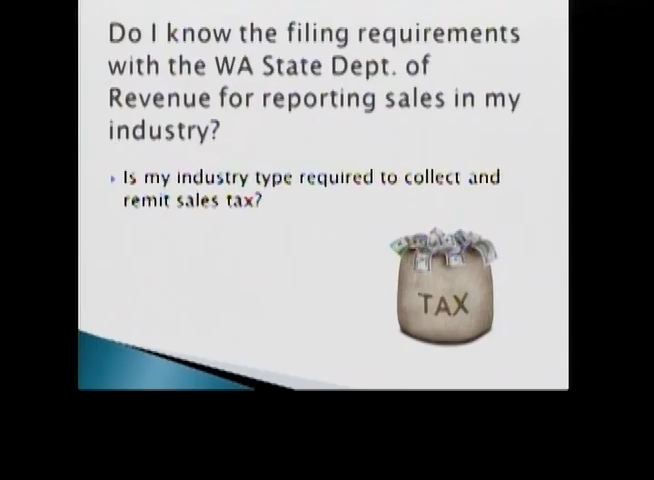 Do I know the filing requirements
with the WA State Dept. of
Revenue for reporting sales in my
industry?
Is my industry type required to collect and
remit sales tax?
TAX